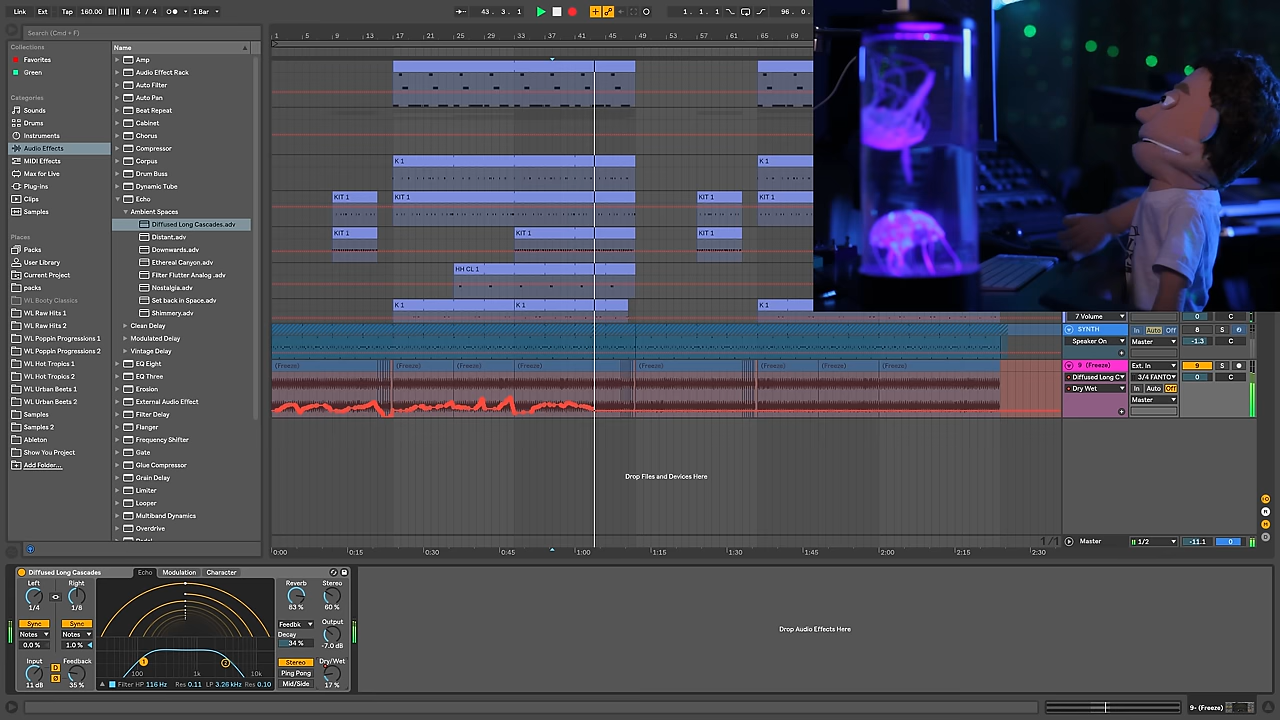 Link Ext Tap 160.00 4 / 4 1 Bar 43. 3. 1 1. 1. 1 96. 0.
Search (Cmd + F)
Collections
Favorites
Green
Categories
Sounds
Drums
Instruments
Audio Effects
MIDI Effects
Max for Live
Plug-ins
Clips
Samples
Places
Packs
User Library
Current Project
packs
WL Booty Classics
WL Raw Hits 1
WL Raw Hits 2
WL Poppin Progressions 1
WL Poppin Progressions 2
WL Hot Tropics 1
WL Hot Tropics 2
WL Urban Beats 1
WL Urban Beats 2
Samples
Samples 2
Ableton
Show You Project
Add Folder...
Name
Amp
Audio Effect Rack
Auto Filter
Auto Pan
Beat Repeat
Cabinet
Chorus
Compressor
Corpus
Drum Buss
Dynamic Tube
Echo
Ambient Spaces
Diffused Long Cascades.adv
Distant.adv
Downwards.adv
Ethereal Canyon.adv
Filter Flutter Analog .adv
Nostalgia.adv
Set back in Space.adv
Shimmery.adv
Clean Delay
Modulated Delay
Vintage Delay
EQ Eight
EQ Three
Erosion
External Audio Effect
Filter Delay
Flanger
Frequency Shifter
Gate
Glue Compressor
Grain Delay
Limiter
Looper
Multiband Dynamics
Overdrive
1 5 9 13 17 21 25 29 33 37 41 45 49 53 57 61 65 69
K 1 K 1
KIT 1 KIT 1 KIT 1 K 1
KIT 1 KIT 1 KIT 1
HH CL 1
K 1 K 1 K 1
(Freeze) (Freeze) (Freeze) (Freeze) (Freeze) (Freeze) (Freeze) (Freeze)
Drop Files and Devices Here
1/1
0:00 0:15 0:30 0:45 1:00 1:15 1:30 1:45 2:00 2:15 2:30
7 Volume 0 C
SYNTH In Auto Off 8 S
Speaker On Master -1.3 C
9 (Freeze) Ext. In 9 S
Diffused Long C 3/4 FANTO 0 C
Dry Wet In Auto Off
Master
Master 1/2 -11.1 0
Diffused Long Cascades Echo Modulation Character
Left Right Reverb Stereo
1/4 1/8 83 % 60 %
Sync Sync Feedbk Output
Notes Notes Decay
0.0 % 1.0 % 34 % -7.0 dB
Input Feedback Stereo Dry/Wet
D Ping Pong
G
11 dB 35 % Mid/Side 17 %
1 2
100 1k 10k
Filter HP 116 Hz Res 0.11 LP 3.26 kHz Res 0.10
Drop Audio Effects Here
9- (Freeze)